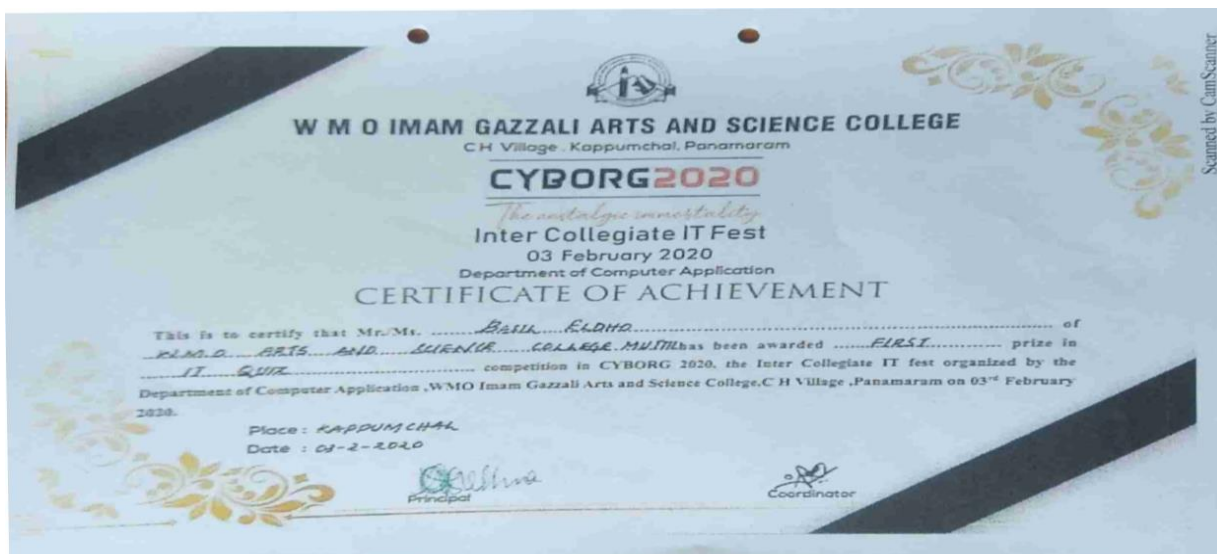 W M O IMAM GAZZALI ARTS AND SCIENCE COLLEGE
C H Village . Kappumchal, Panamaram
CYBORG2020
The nostalgic immortality
Inter Collegiate IT Fest
03 February 2020
Department of Computer Application
CERTIFICATE OF ACHIEVEMENT
This is to certify that Mr./Ms. ........BASIL ELDHO........ of
W.M.O ARTS AND SCIENCE COLLEGE MUTTIL has been awarded .......FIRST............ prize in
....IT QUIZ........................ competition in CYBORG 2020, the Inter Collegiate IT fest organized by the
Department of Computer Application ,WMO Imam Gazzali Arts and Science College,C H Village ,Panamaram on 03rd February
2020.
Place : KAPPUMCHAL
Date : 03-2-2020
Principal
Coordinator
Scanned by CamScanner